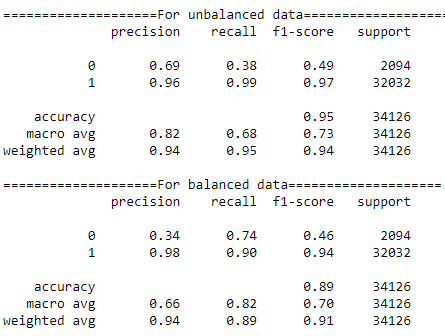 ====================For unbalanced data==================
precision recall f1-score support
0 0.69 0.38 0.49 2094
1 0.96 0.99 0.97 32032
accuracy 0.95 34126
macro avg 0.82 0.68 0.73 34126
weighted avg 0.94 0.95 0.94 34126
====================For balanced data====================
precision recall f1-score support
0 0.34 0.74 0.46 2094
1 0.98 0.90 0.94 32032
accuracy 0.89 34126
macro avg 0.66 0.82 0.70 34126
weighted avg 0.94 0.89 0.91 34126